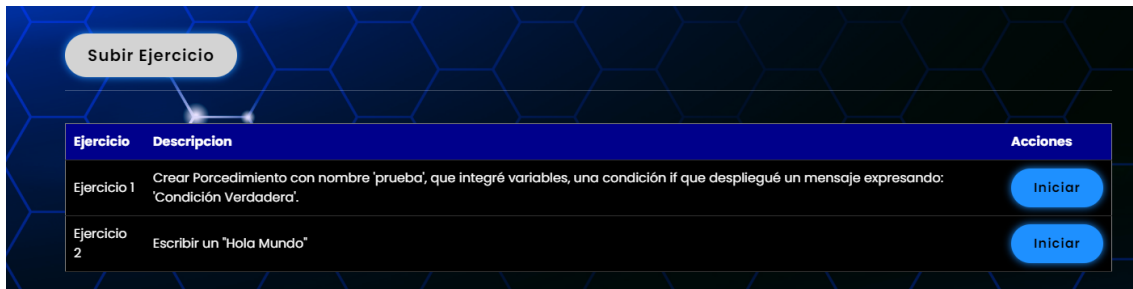 Subir Ejercicio
Ejercicio Descripcion Acciones
Ejercicio 1 Crear Porcedimiento con nombre 'prueba', que integré variables, una condición if que despliegué un mensaje expresando: Iniciar
'Condición Verdadera'.
Ejercicio
2 Escribir un "Hola Mundo" Iniciar